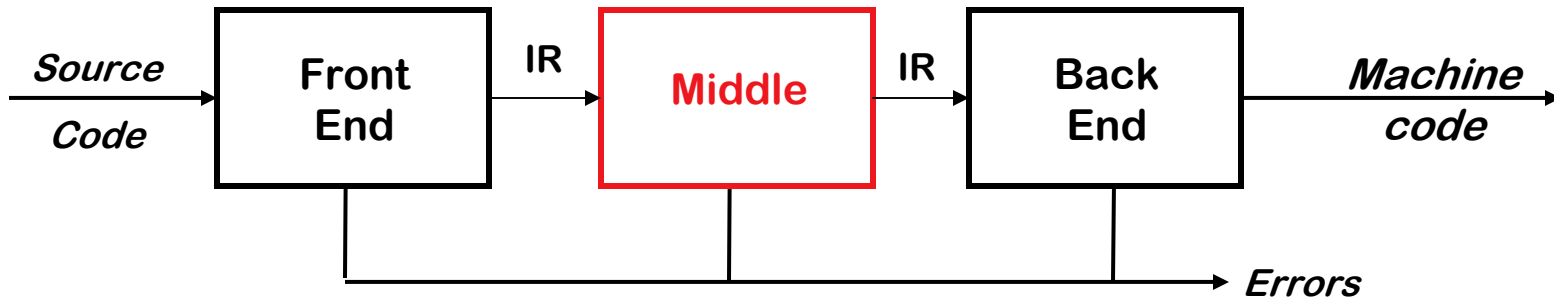 Source
Code
Front
End
IR
Middle
IR
Back
End
Machine
code
Errors